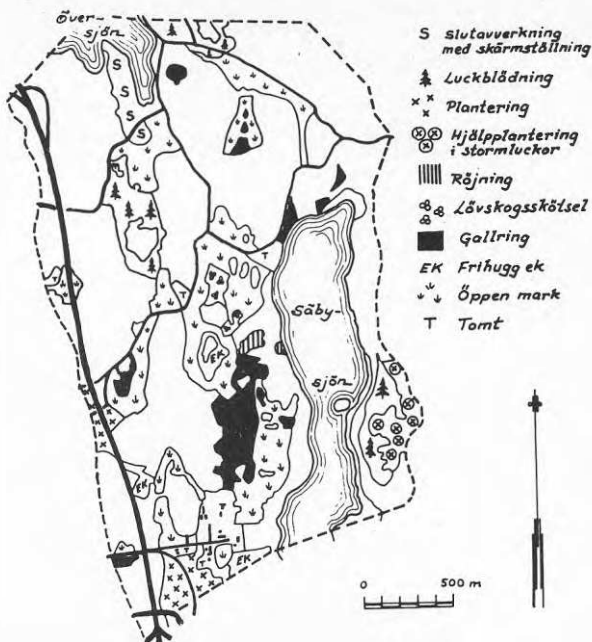 Över-
sjön
S
S
S
T
T
EK
Säby-
sjön
EK
T
T
EK
S slutavverkning
med skärmställning
Luckblädning
Plantering
Hjälpplantering
i stormluckor
Röjning
Lövskogsskötsel
Gallring
EK Frihugg ek
Öppen mark
T Tomt
0 500 m